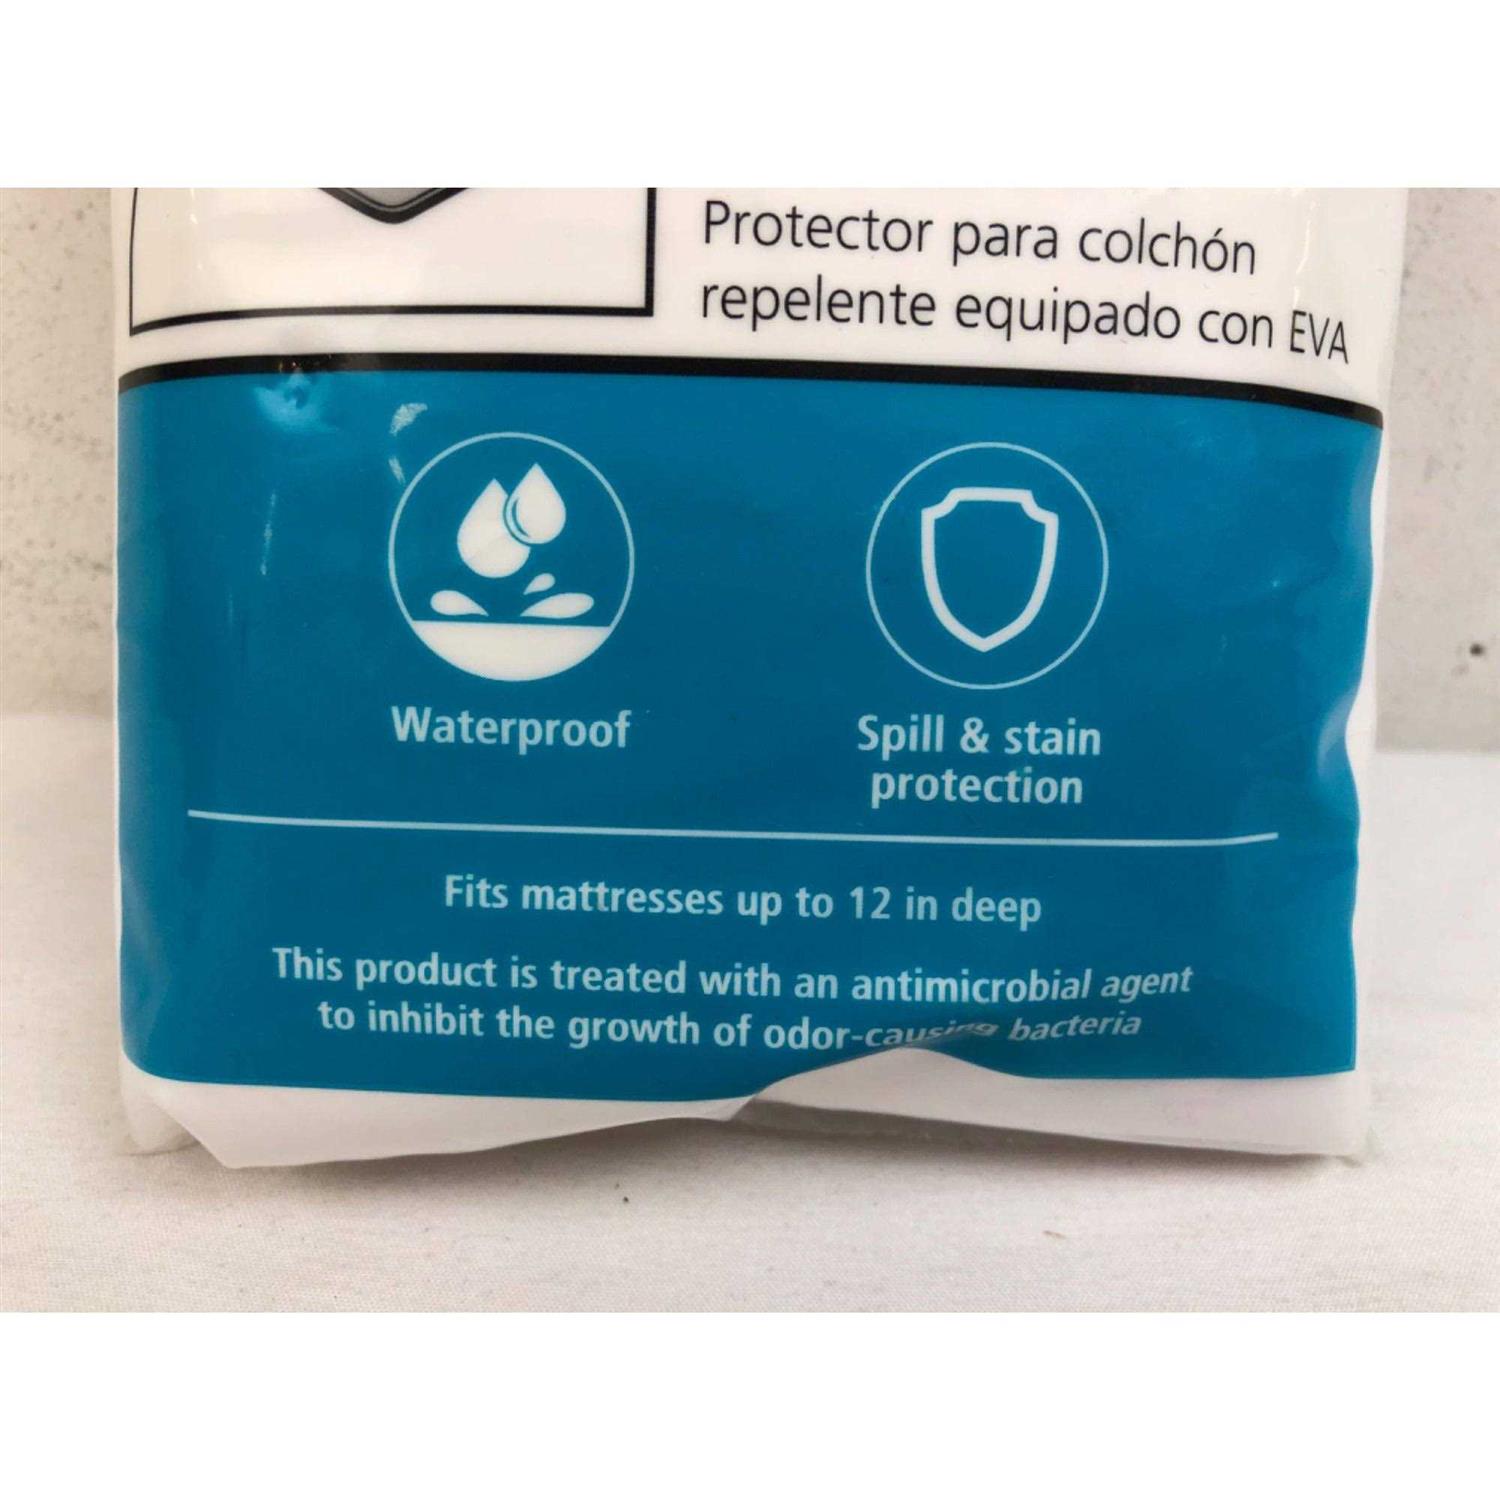 Protector para colchón
repelente equipado con EVA
Waterproof
Spill & stain
protection
Fits mattresses up to 12 in deep
This product is treated with an antimicrobial agent
to inhibit the growth of odor-causing bacteria